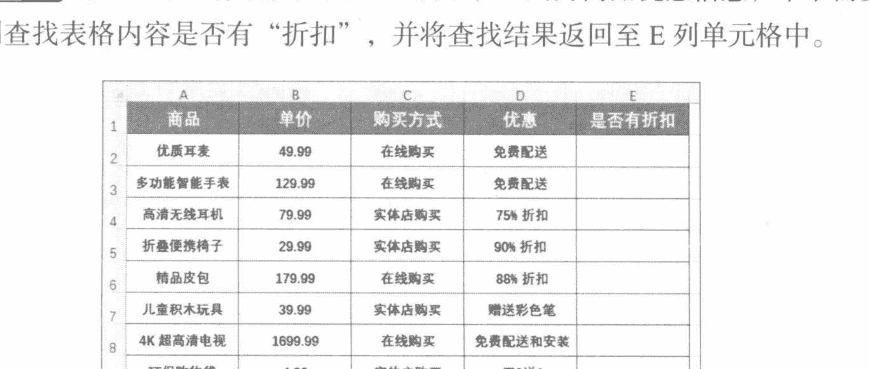 查找表格内容是否有“折扣”，并将查找结果返回至 E 列单元格中。
A B C D E
1 商品 单价 购买方式 优惠 是否有折扣
2 优质耳麦 49.99 在线购买 免费配送
3 多功能智能手表 129.99 在线购买 免费配送
4 高清无线耳机 79.99 实体店购买 75% 折扣
5 折叠便携椅子 29.99 实体店购买 90% 折扣
6 精品皮包 179.99 在线购买 88% 折扣
7 儿童积木玩具 39.99 实体店购买 赠送彩色笔
8 4K 超高清电视 1699.99 在线购买 免费配送和安装